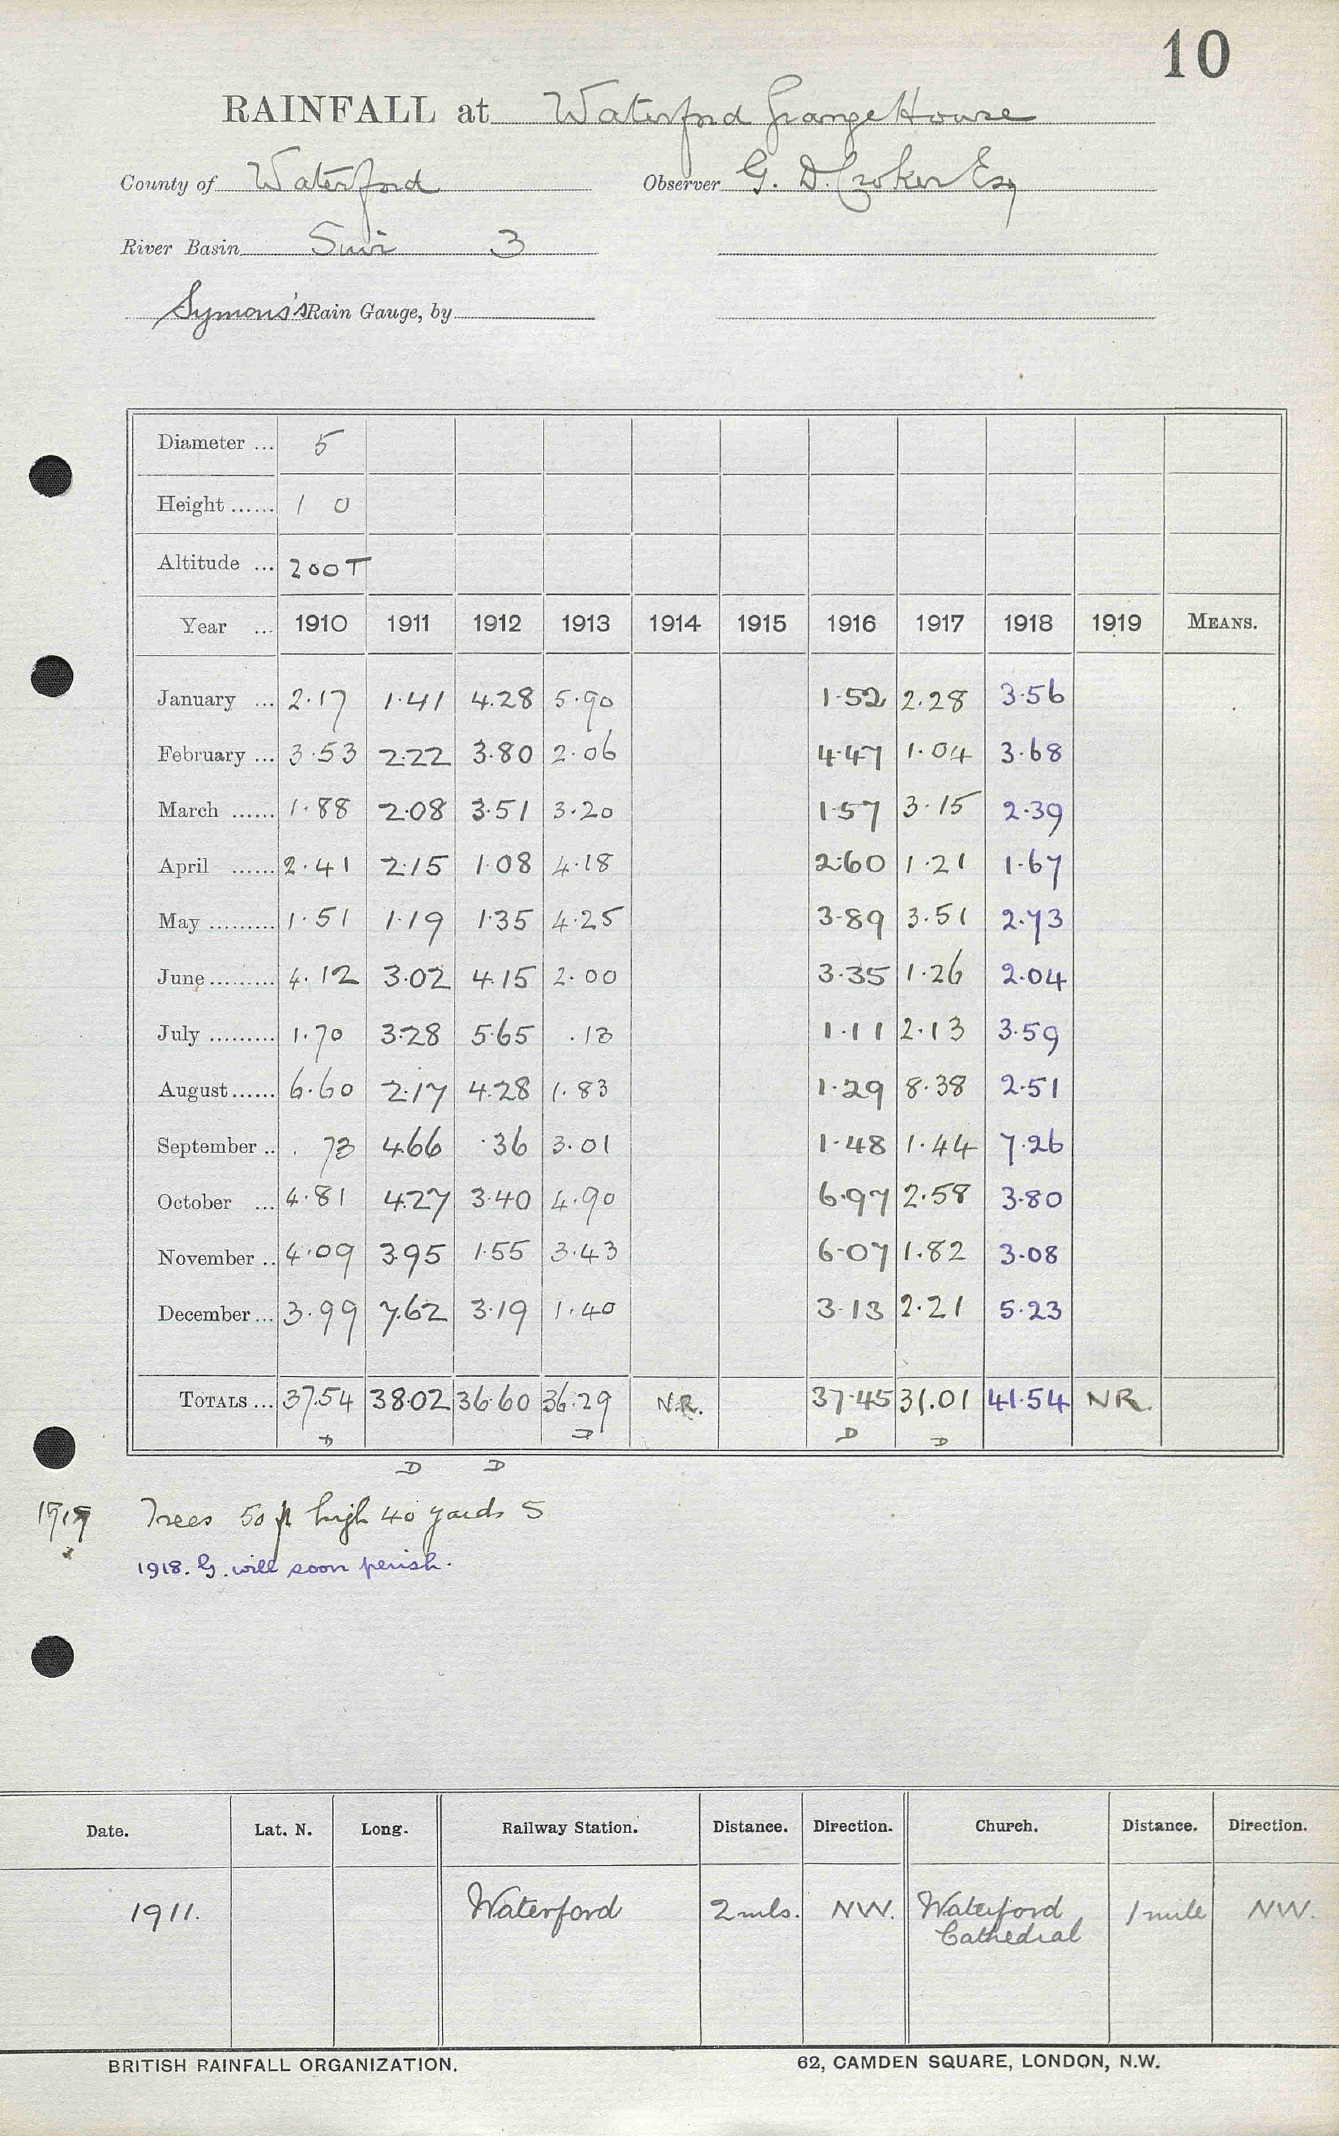 10
RAINFALL at Waterford Grange House
County of Waterford Observer G. D. Croker Esq
River Basin Suir 3
Symons's Rain Gauge, by
Diameter ... 5
Height ...... 1 0
Altitude ... 200 T
Year ... 1910 1911 1912 1913 1914 1915 1916 1917 1918 1919 MEANS.
January ... 2.17 1.41 4.28 5.90 1.52 2.28 3.56
February ... 3.53 2.22 3.80 2.06 4.47 1.04 3.68
March ...... 1.88 2.08 3.51 3.20 1.57 3.15 2.39
April ...... 2.41 2.15 1.08 4.18 2.60 1.21 1.67
May ......... 1.51 1.19 1.35 4.25 3.89 3.51 2.73
June ......... 4.12 3.02 4.15 2.00 3.35 1.26 2.04
July ......... 1.70 3.28 5.65 .13 1.11 2.13 3.59
August ...... 6.60 2.17 4.28 1.83 1.29 8.38 2.51
September .. .73 4.66 .36 3.01 1.48 1.44 7.26
October ... 4.81 4.27 3.40 4.90 6.97 2.58 3.80
November .. 4.09 3.95 1.55 3.43 6.07 1.82 3.08
December ... 3.99 7.62 3.19 1.40 3.13 2.21 5.23
TOTALS ... 37.54 38.02 36.60 36.29 N.R. 37.45 31.01 41.54 NR.
D D D D
D D
1919 Trees 50 ft high 40 yards S
1918. G. will soon perish.
Date. Lat. N. Long. Railway Station. Distance. Direction. Church. Distance. Direction.
1911. Waterford 2 mls. NW. Waterford 1 mile NW.
Cathedral
BRITISH RAINFALL ORGANIZATION. 62, CAMDEN SQUARE, LONDON, N.W.